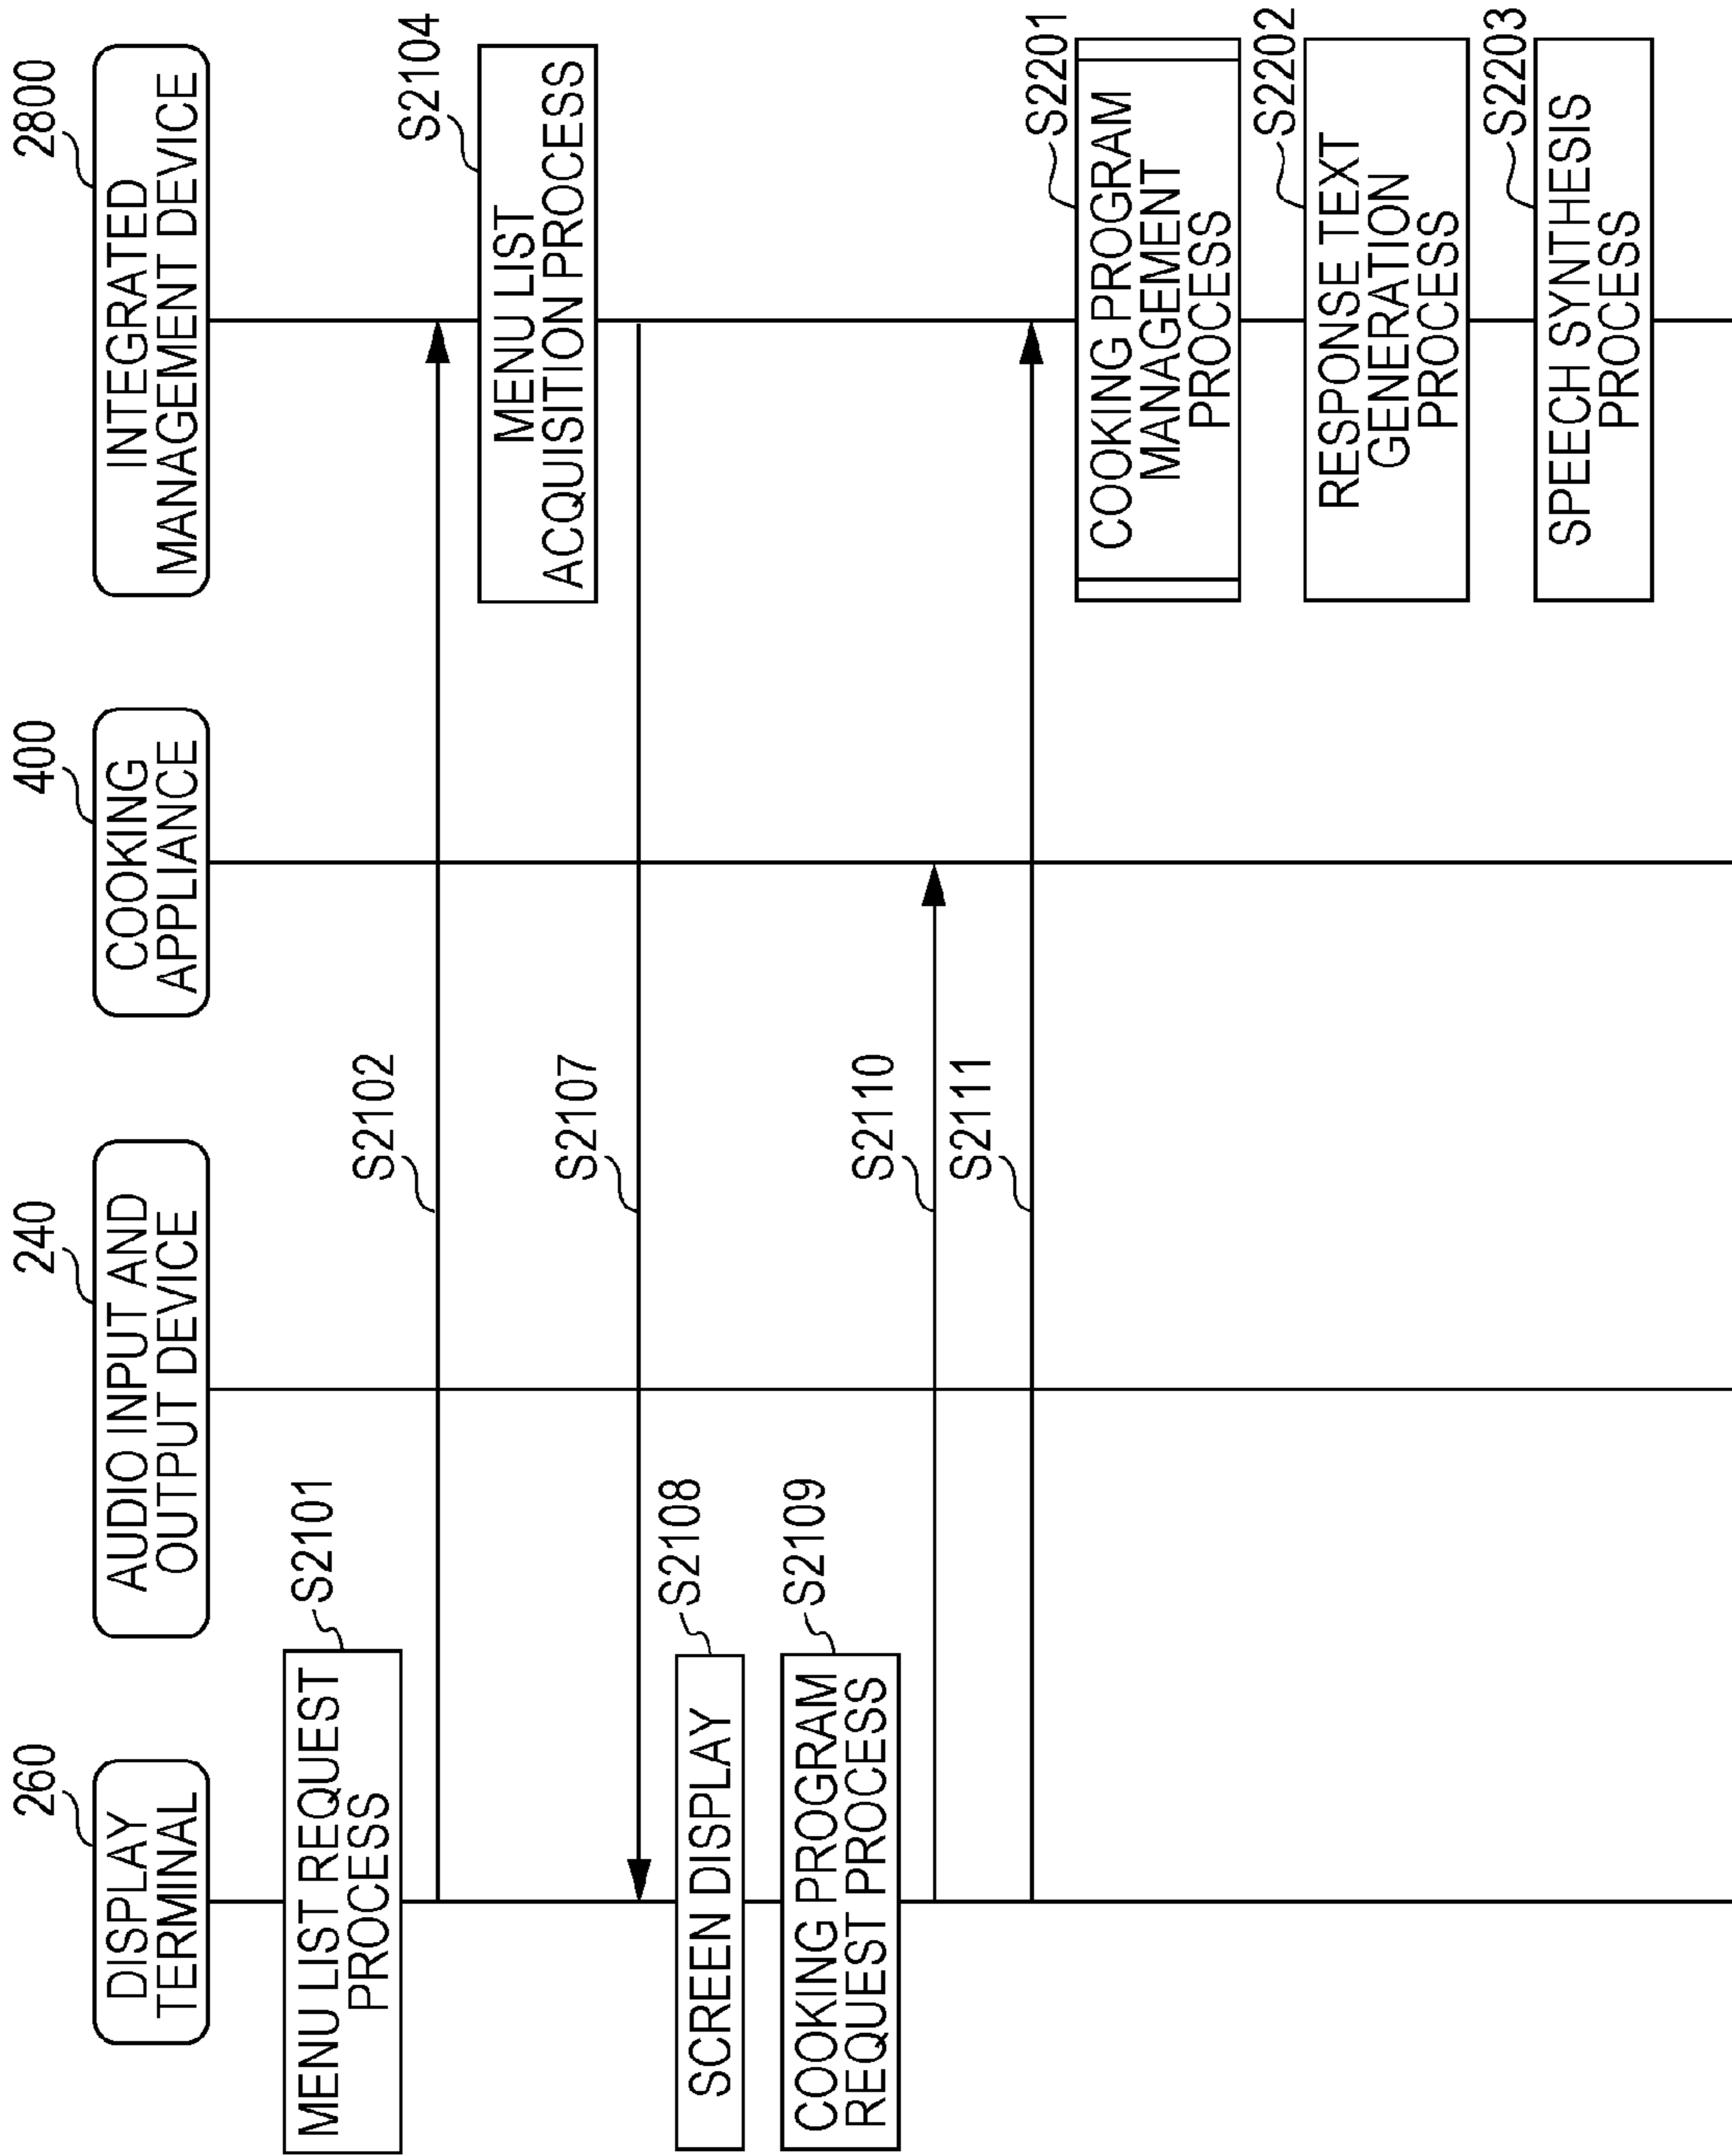 260
DISPLAY
TERMINAL
240
AUDIO INPUT AND
OUTPUT DEVICE
400
COOKING
APPLIANCE
2800
INTEGRATED
MANAGEMENT DEVICE
MENU LIST REQUEST
PROCESS
S2101
S2102
MENU LIST
ACQUISITION PROCESS
S2104
S2107
SCREEN DISPLAY
S2108
COOKING PROGRAM
REQUEST PROCESS
S2109
S2110
S2111
COOKING PROGRAM
MANAGEMENT
PROCESS
S2201
RESPONSE TEXT
GENERATION
PROCESS
S2202
SPEECH SYNTHESIS
PROCESS
S2203